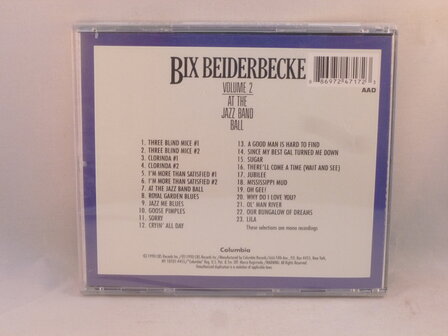 BIX BEIDERBECKE
VOLUME 2
AT THE
JAZZ BAND
BALL
AAD
1. THREE BLIND MICE #1
2. THREE BLIND MICE #2
3. CLORINDA #1
4. CLORINDA #2
5. I'M MORE THAN SATISFIED #1
6. I'M MORE THAN SATISFIED #2
7. AT THE JAZZ BAND BALL
8. ROYAL GARDEN BLUES
9. JAZZ ME BLUES
10. GOOSE PIMPLES
11. SORRY
12. CRYIN' ALL DAY
13. A GOOD MAN IS HARD TO FIND
14. SINCE MY BEST GAL TURNED ME DOWN
15. SUGAR
16. THERE'LL COME A TIME (WAIT AND SEE)
17. JUBILEE
18. MISSISSIPPI MUD
19. OH GEE!
20. WHY DO I LOVE YOU?
21. OL' MAN RIVER
22. OUR BUNGALOW OF DREAMS
23. LILA
These selections are mono recordings
Columbia